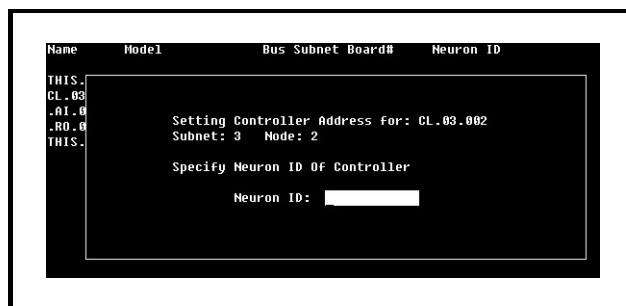 Name Model Bus Subnet Board# Neuron ID
THIS.
CL.03
.AI.0
.RO.0
THIS.
Setting Controller Address for: CL.03.002
Subnet: 3 Node: 2
Specify Neuron ID Of Controller
Neuron ID: _